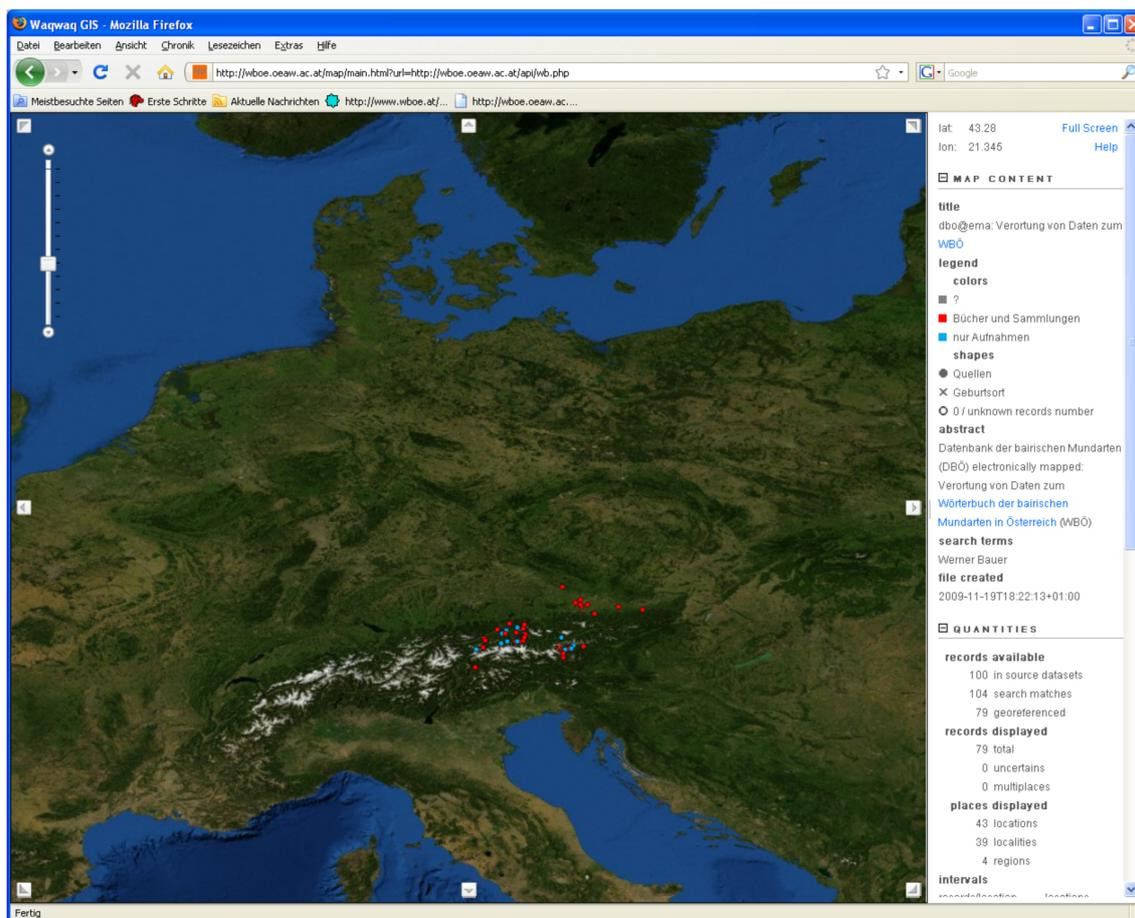 Waqwaq GIS - Mozilla Firefox
Datei Bearbeiten Ansicht Chronik Lesezeichen Extras Hilfe
http://wboe.oeaw.ac.at/map/main.html?url=http://wboe.oeaw.ac.at/api/wb.php
Google
Meistbesuchte Seiten Erste Schritte Aktuelle Nachrichten http://www.wboe.at/... http://wboe.oeaw.ac....
lat: 43.28 Full Screen
lon: 21.345 Help
MAP CONTENT
title
dbo@ema: Verortung von Daten zum
WBÖ
legend
colors
?
Bücher und Sammlungen
nur Aufnahmen
shapes
Quellen
Geburtsort
0 / unknown records number
abstract
Datenbank der bairischen Mundarten
(DBÖ) electronically mapped:
Verortung von Daten zum
Wörterbuch der bairischen
Mundarten in Österreich (WBÖ)
search terms
Werner Bauer
file created
2009-11-19T18:22:13+01:00
QUANTITIES
records available
100 in source datasets
104 search matches
79 georeferenced
records displayed
79 total
0 uncertains
0 multiplaces
places displayed
43 locations
39 localities
4 regions
intervals
records/location locations
Fertig